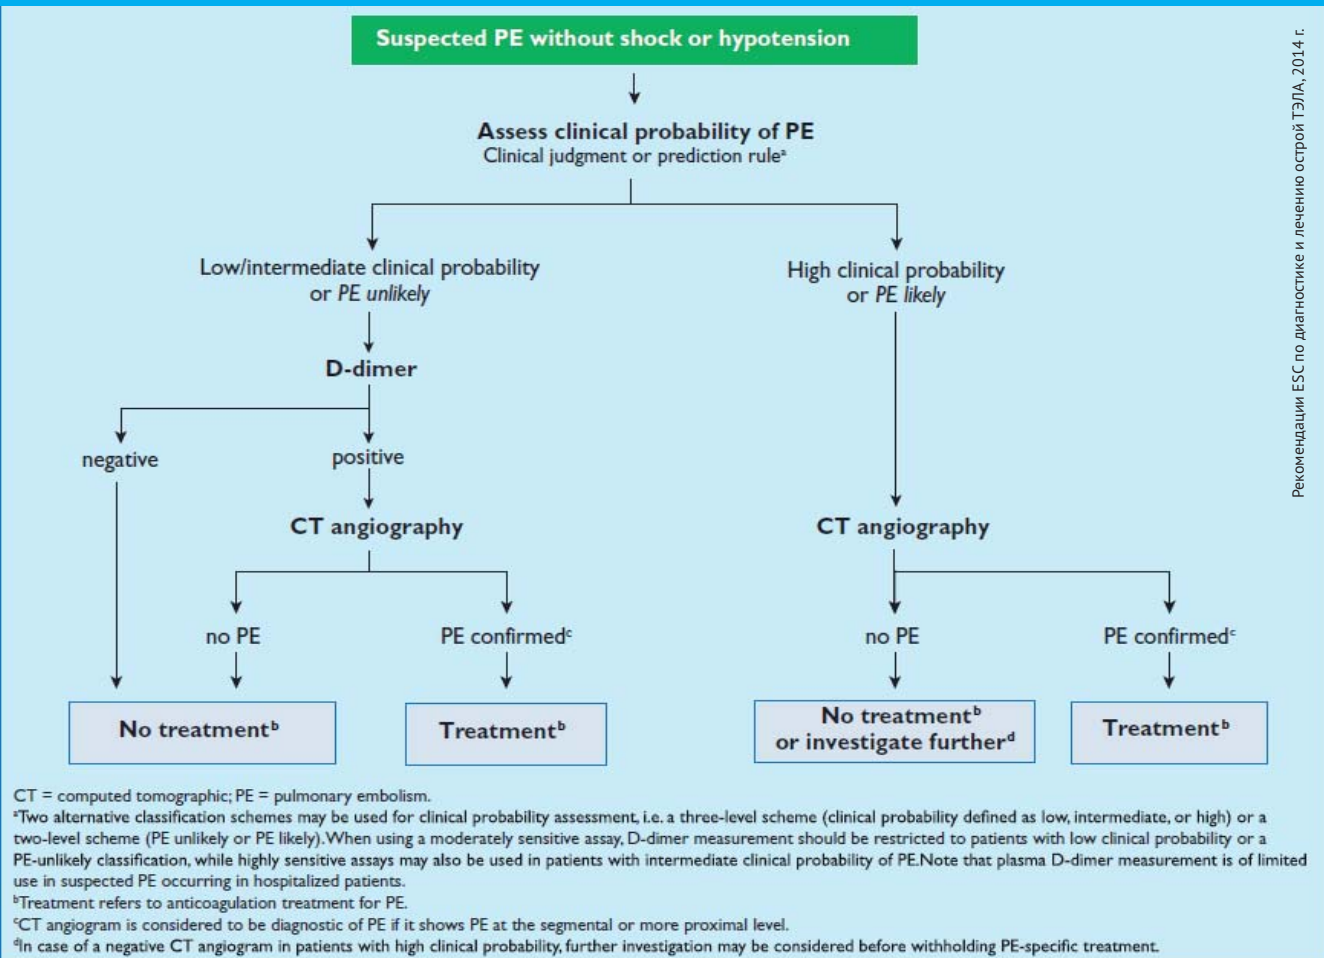 Suspected PE without shock or hypotension
Assess clinical probability of PE
Clinical judgment or prediction ruleª
Low/intermediate clinical probability
or PE unlikely
High clinical probability
or PE likely
D-dimer
negative
positive
CT angiography
CT angiography
no PE
PE confirmedᶜ
no PE
PE confirmedᶜ
No treatmentᵇ
Treatmentᵇ
No treatmentᵇ
or investigate furtherᵈ
Treatmentᵇ
CT = computed tomographic; PE = pulmonary embolism.
ªTwo alternative classification schemes may be used for clinical probability assessment, i.e. a three-level scheme (clinical probability defined as low, intermediate, or high) or a
two-level scheme (PE unlikely or PE likely). When using a moderately sensitive assay, D-dimer measurement should be restricted to patients with low clinical probability or a
PE-unlikely classification, while highly sensitive assays may also be used in patients with intermediate clinical probability of PE. Note that plasma D-dimer measurement is of limited
use in suspected PE occurring in hospitalized patients.
ᵇTreatment refers to anticoagulation treatment for PE.
ᶜCT angiogram is considered to be diagnostic of PE if it shows PE at the segmental or more proximal level.
ᵈIn case of a negative CT angiogram in patients with high clinical probability, further investigation may be considered before withholding PE-specific treatment.
Рекомендации ESC по диагностике и лечению острой ТЭЛА, 2014 г.